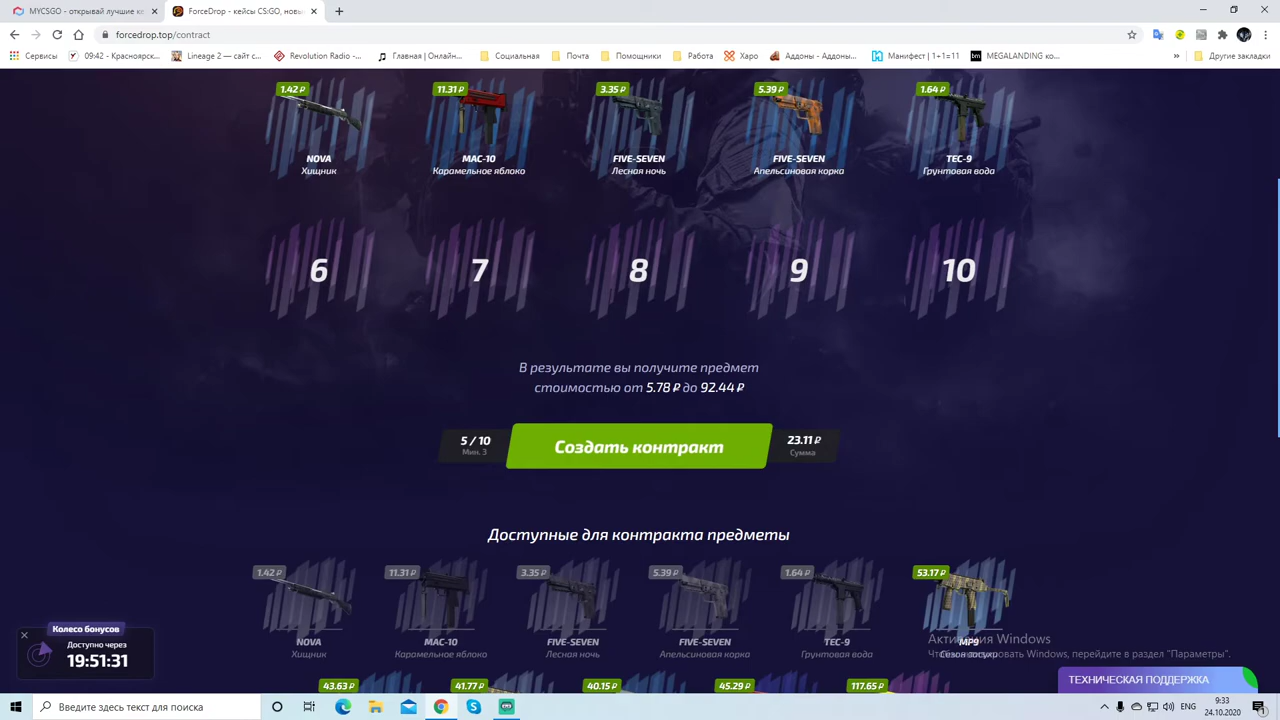 MYCSGO - открывай лучшие ке
ForceDrop - кейсы CS:GO, новы
forcedrop.top/contract
Сервисы
09:42 - Красноярск...
Lineage 2 — сайт с...
Revolution Radio -...
Главная | Онлайн...
Социальная
Почта
Помощники
Работа
Харо
Аддоны - Аддоны...
Манифест | 1+1=11
MEGALANDING ко...
»
Другие закладки
1.42 ₽
11.31 ₽
3.35 ₽
5.39 ₽
1.64 ₽
NOVA
Хищник
MAC-10
Карамельное яблоко
FIVE-SEVEN
Лесная ночь
FIVE-SEVEN
Апельсиновая корка
TEC-9
Грунтовая вода
6
7
8
9
10
В результате вы получите предмет
стоимостью от 5.78 ₽ до 92.44 ₽
5 / 10
Мин. 3
Создать контракт
23.11 ₽
Сумма
Доступные для контракта предметы
1.42 ₽
11.31 ₽
3.35 ₽
5.39 ₽
1.64 ₽
53.17 ₽
NOVA
Хищник
MAC-10
Карамельное яблоко
FIVE-SEVEN
Лесная ночь
FIVE-SEVEN
Апельсиновая корка
TEC-9
Грунтовая вода
MP9
Колесо бонусов
Доступно через
19:51:31
Активация Windows
Чтобы активировать Windows, перейдите в раздел "Параметры".
43.63 ₽
41.77 ₽
40.15 ₽
45.29 ₽
117.65 ₽
ТЕХНИЧЕСКАЯ ПОДДЕРЖКА
Введите здесь текст для поиска
ENG
9:33
24.10.2020